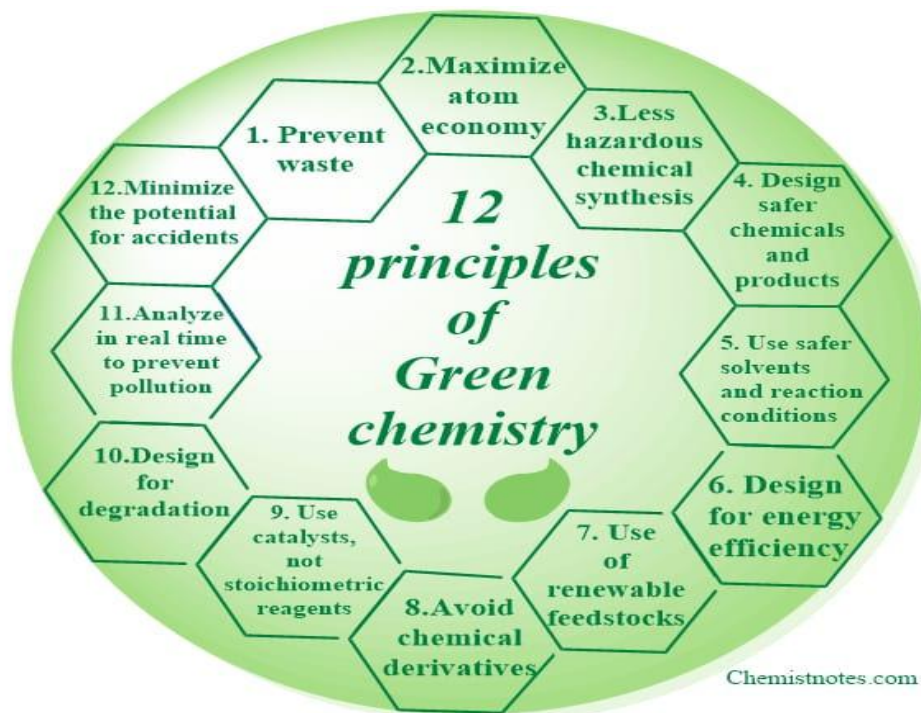 12
principles
of
Green
chemistry
1. Prevent
waste
2.Maximize
atom
economy
3.Less
hazardous
chemical
synthesis
4. Design
safer
chemicals
and
products
5. Use safer
solvents
and reaction
conditions
6. Design
for energy
efficiency
7. Use
of
renewable
feedstocks
8.Avoid
chemical
derivatives
9. Use
catalysts,
not
stoichiometric
reagents
10.Design
for
degradation
11.Analyze
in real time
to prevent
pollution
12.Minimize
the potential
for accidents
Chemistnotes.com